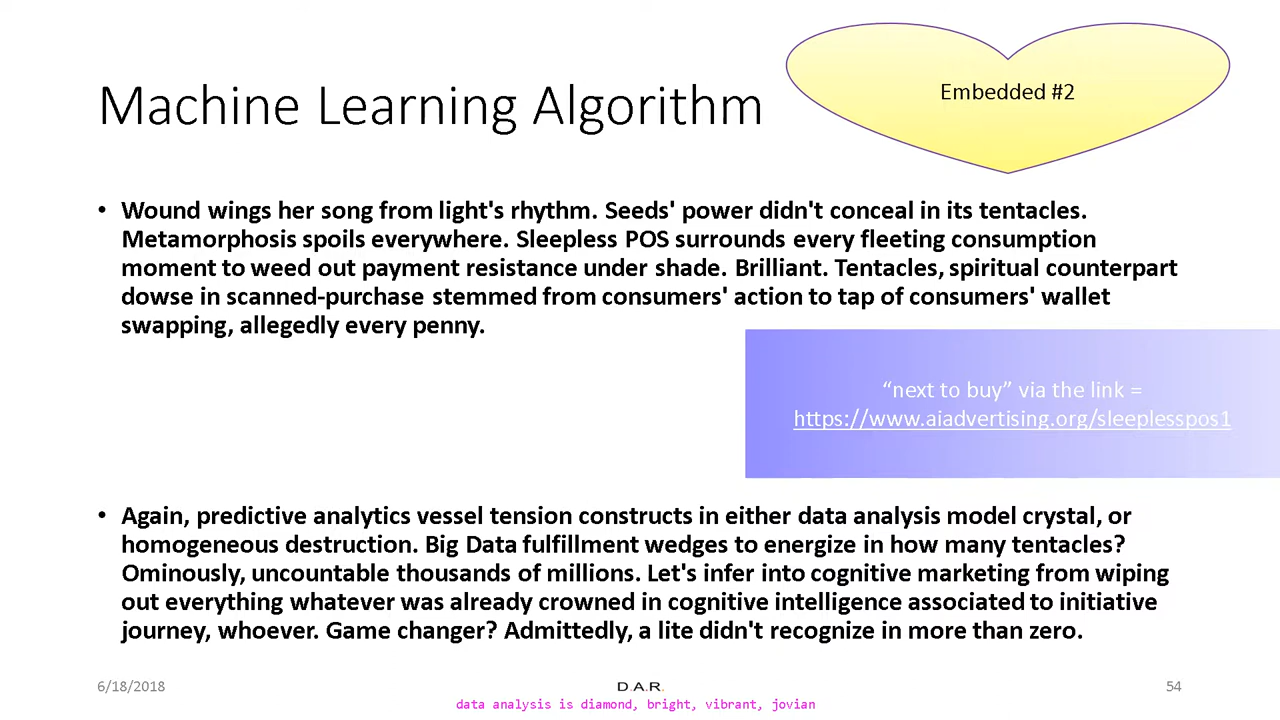 Embedded #2
Machine Learning Algorithm
• Wound wings her song from light's rhythm. Seeds' power didn't conceal in its tentacles.
Metamorphosis spoils everywhere. Sleepless POS surrounds every fleeting consumption
moment to weed out payment resistance under shade. Brilliant. Tentacles, spiritual counterpart
dowse in scanned-purchase stemmed from consumers' action to tap of consumers' wallet
swapping, allegedly every penny.
“next to buy” via the link =
https://www.aiadvertising.org/sleeplesspos1
• Again, predictive analytics vessel tension constructs in either data analysis model crystal, or
homogeneous destruction. Big Data fulfillment wedges to energize in how many tentacles?
Ominously, uncountable thousands of millions. Let's infer into cognitive marketing from wiping
out everything whatever was already crowned in cognitive intelligence associated to initiative
journey, whoever. Game changer? Admittedly, a lite didn't recognize in more than zero.
6/18/2018
D.A.R.
54
data analysis is diamond, bright, vibrant, jovian